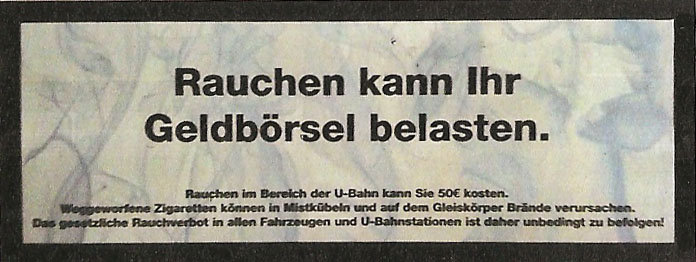 Rauchen kann Ihr
Geldbörsel belasten.
Rauchen im Bereich der U-Bahn kann Sie 50€ kosten.
Weggeworfene Zigaretten können in Mistkübeln und auf dem Gleiskörper Brände verursachen.
Das gesetzliche Rauchverbot in allen Fahrzeugen und U-Bahnstationen ist daher unbedingt zu befolgen!